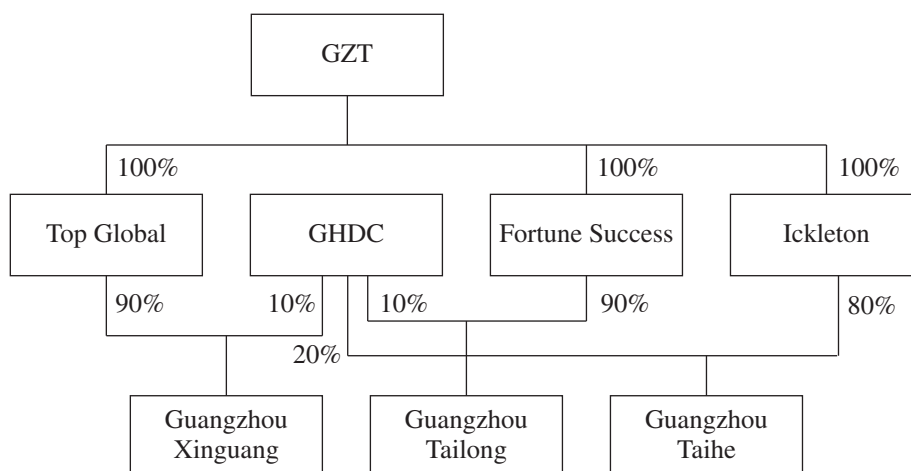 GZT
100%
100%
100%
Top Global
GHDC
Fortune Success
Ickleton
90%
10%
10%
90%
80%
20%
Guangzhou
Xinguang
Guangzhou
Tailong
Guangzhou
Taihe